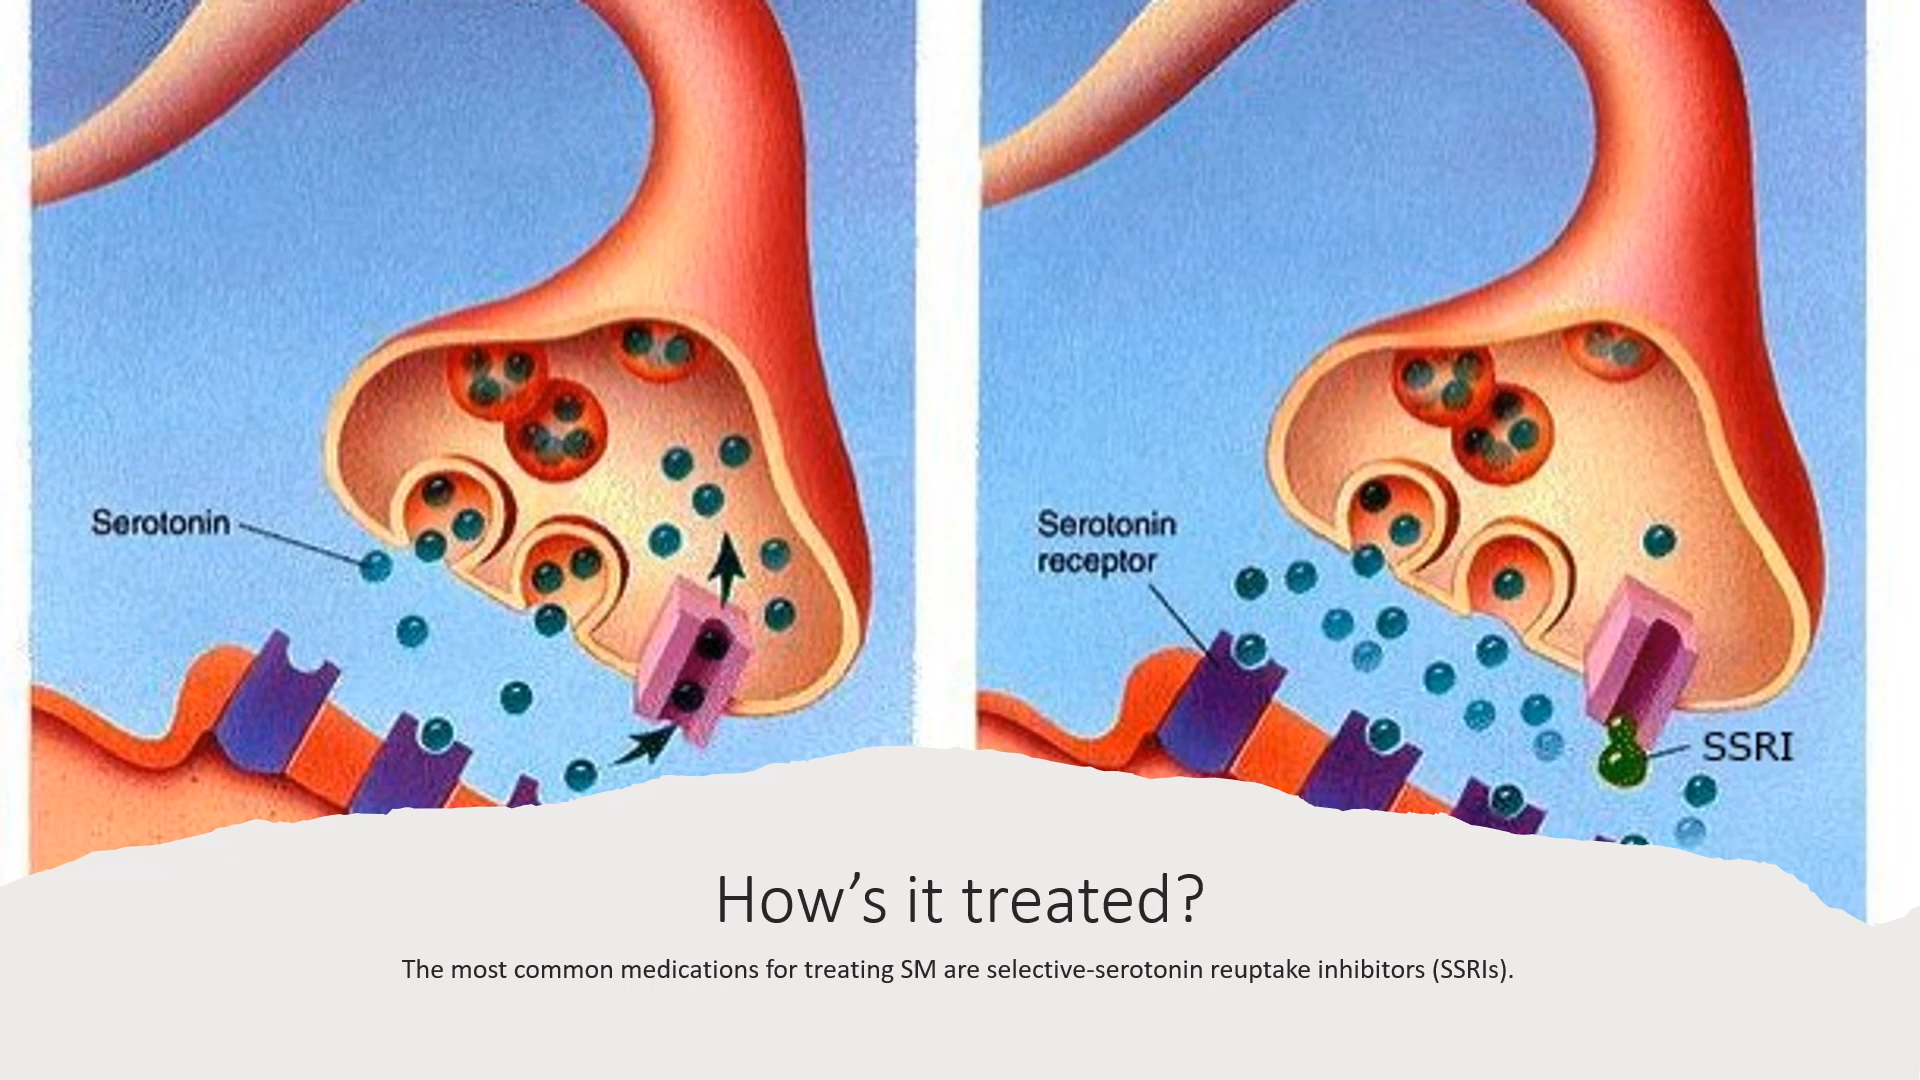 Serotonin
Serotonin
receptor
SSRI
How’s it treated?
The most common medications for treating SM are selective-serotonin reuptake inhibitors (SSRIs).